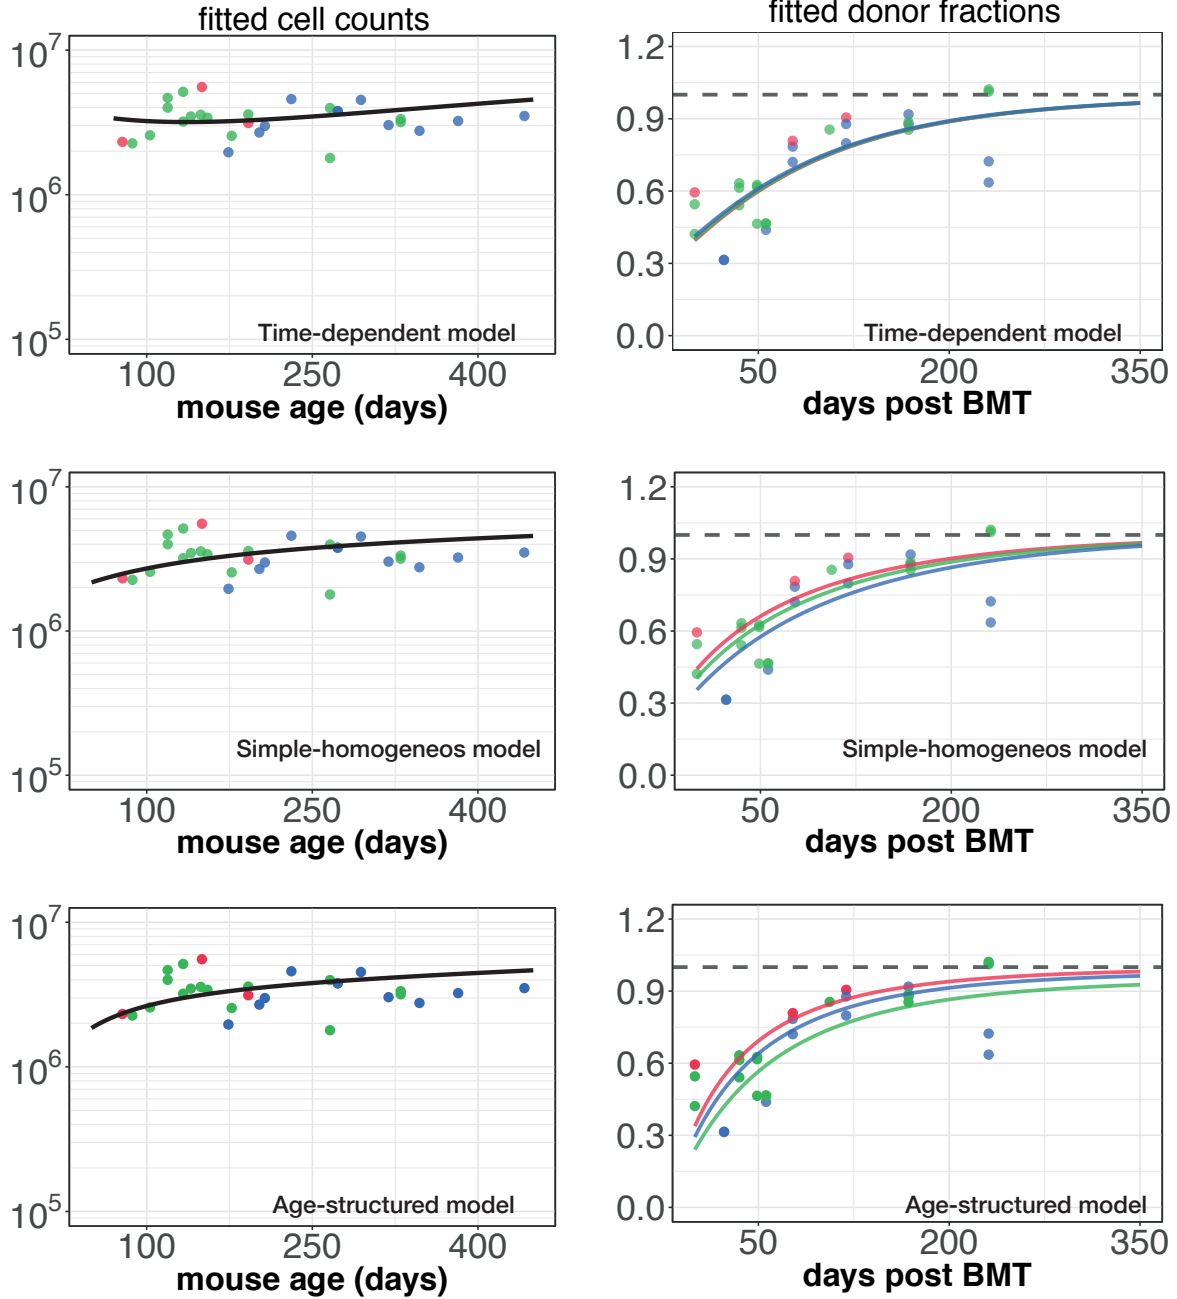 fitted cell counts
fitted donor fractions
10^7
10^6
10^5
Time-dependent model
100 250 400
mouse age (days)
1.2
0.9
0.6
0.3
0.0
Time-dependent model
50 200 350
days post BMT
10^7
10^6
10^5
Simple-homogeneos model
100 250 400
mouse age (days)
1.2
0.9
0.6
0.3
0.0
Simple-homogeneos model
50 200 350
days post BMT
10^7
10^6
10^5
Age-structured model
100 250 400
mouse age (days)
1.2
0.9
0.6
0.3
0.0
Age-structured model
50 200 350
days post BMT